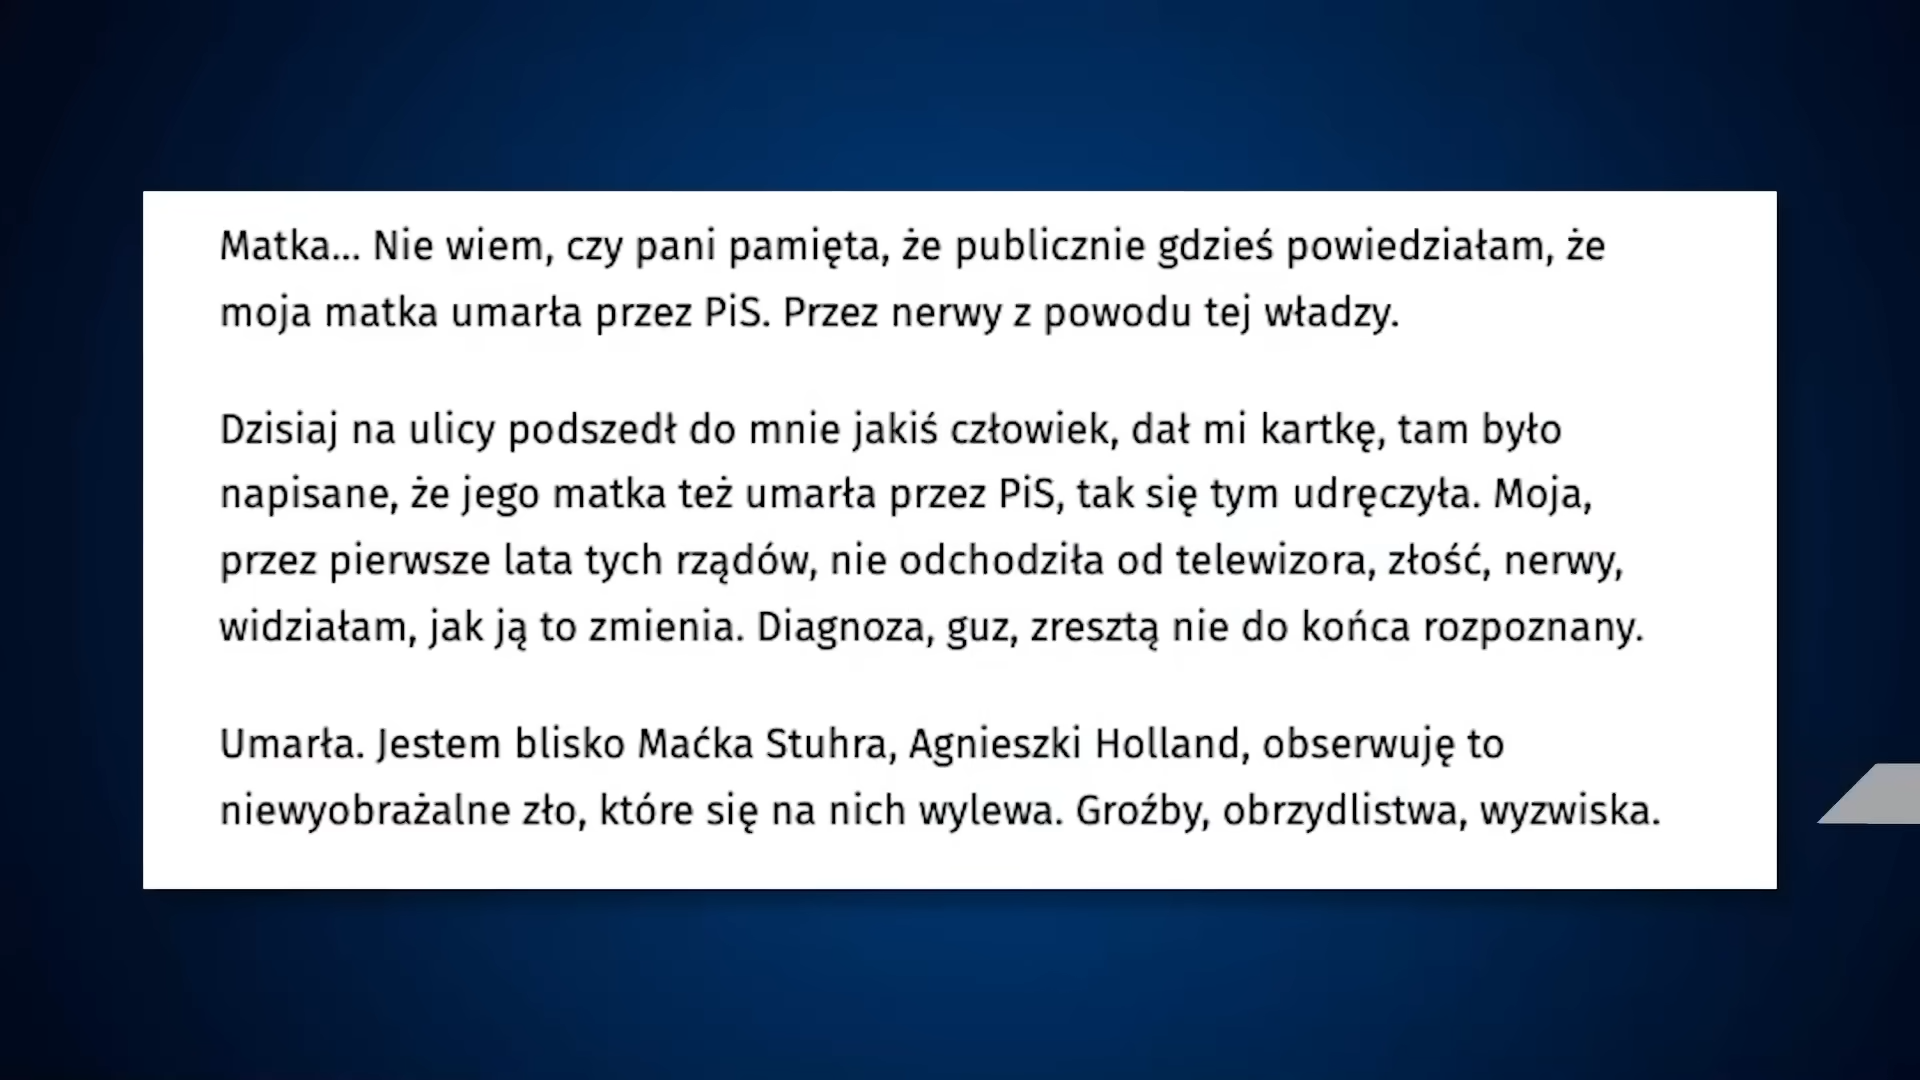 Matka... Nie wiem, czy pani pamięta, że publicznie gdzieś powiedziałam, że
moja matka umarła przez PiS. Przez nerwy z powodu tej władzy.
Dzisiaj na ulicy podszedł do mnie jakiś człowiek, dał mi kartkę, tam było
napisane, że jego matka też umarła przez PiS, tak się tym udręczyła. Moja,
przez pierwsze lata tych rządów, nie odchodziła od telewizora, złość, nerwy,
widziałam, jak ją to zmienia. Diagnoza, guz, zresztą nie do końca rozpoznany.
Umarła. Jestem blisko Maćka Stuhra, Agnieszki Holland, obserwuję to
niewyobrażalne zło, które się na nich wylewa. Groźby, obrzydlistwa, wyzwiska.